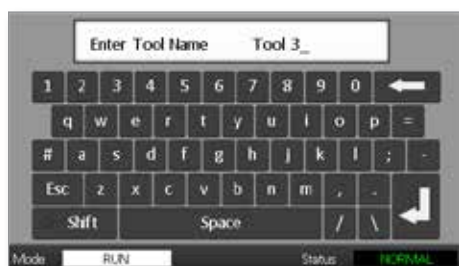 Enter Tool Name Tool 3_
1 2 3 4 5 6 7 8 9 0
q w e r t y u i o p =
# a s d f g h j k l ; -
Esc z x c v b n m , .
Shift Space / \
Mode RUN Status NORMAL